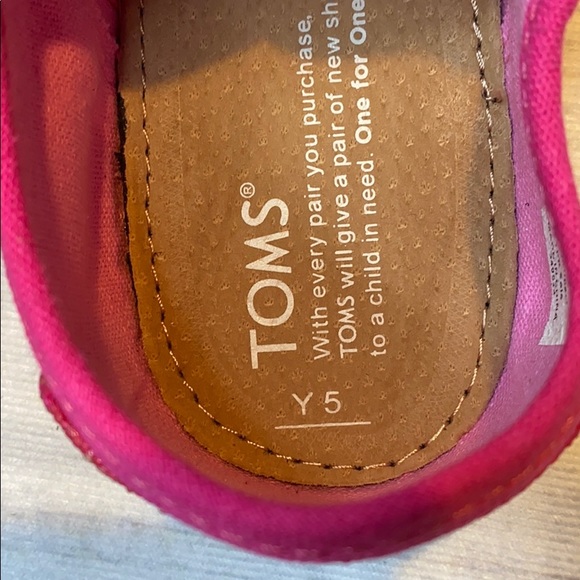 TOMS®
With every pair you purchase,
TOMS will give a pair of new
to a child in need. One for One
Y 5